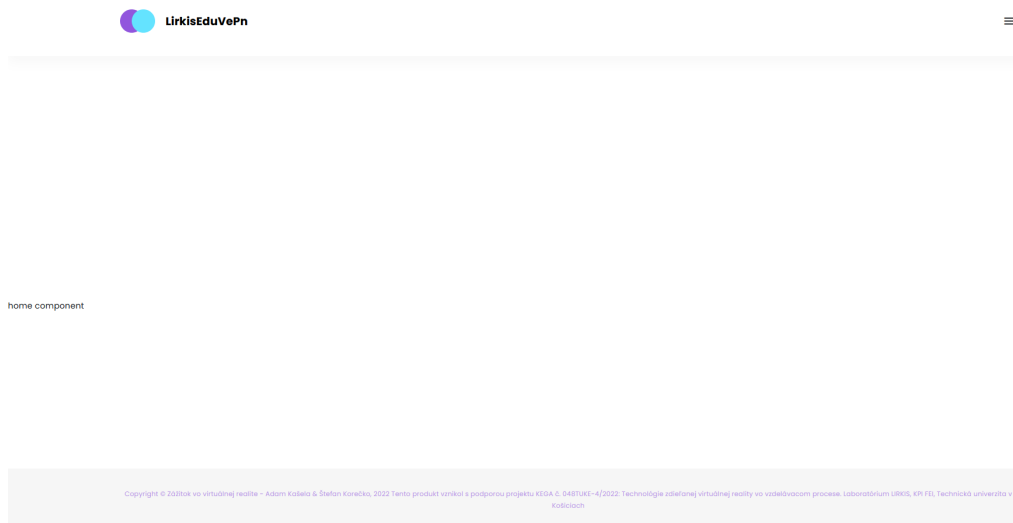 LirkisEduVePn
home component
Copyright © Zážitok vo virtuálnej realite - Adam Kašela & Štefan Korečko, 2022 Tento produkt vznikol s podporou projektu KEGA č. 048TUKE-4/2022: Technológie zdieľanej virtuálnej reality vo vzdelávacom procese. Laboratórium LIRKIS, KPI FEI, Technická univerzita v
Košiciach